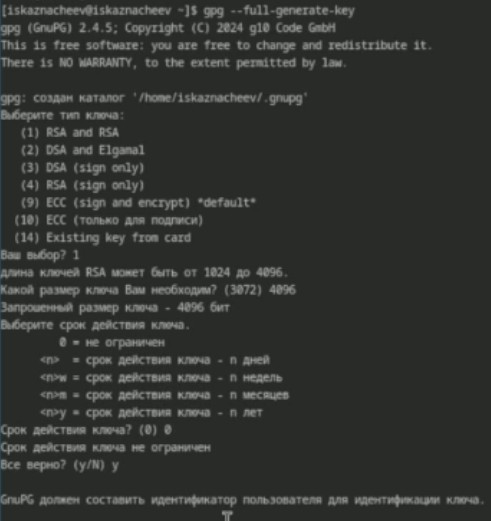 [iskaznacheev@iskaznacheev ~]$ gpg --full-generate-key
gpg (GnuPG) 2.4.5; Copyright (C) 2024 g10 Code GmbH
This is free software: you are free to change and redistribute it.
There is NO WARRANTY, to the extent permitted by law.
gpg: создан каталог '/home/iskaznacheev/.gnupg'
Выберите тип ключа:
(1) RSA and RSA
(2) DSA and Elgamal
(3) DSA (sign only)
(4) RSA (sign only)
(9) ECC (sign and encrypt) *default*
(10) ECC (только для подписи)
(14) Existing key from card
Ваш выбор? 1
длина ключей RSA может быть от 1024 до 4096.
Какой размер ключа Вам необходим? (3072) 4096
Запрошенный размер ключа - 4096 бит
Выберите срок действия ключа.
0 = не ограничен
<n> = срок действия ключа - n дней
<n>w = срок действия ключа - n недель
<n>m = срок действия ключа - n месяцев
<n>y = срок действия ключа - n лет
Срок действия ключа? (0) 0
Срок действия ключа не ограничен
Все верно? (y/N) y
GnuPG должен составить идентификатор пользователя для идентификации ключа.